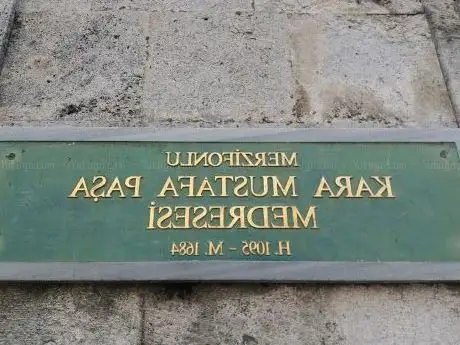 MERZİFONLU
KARA MUSTAFA PAŞA
MEDRESESİ
H. 1095 - M. 1684